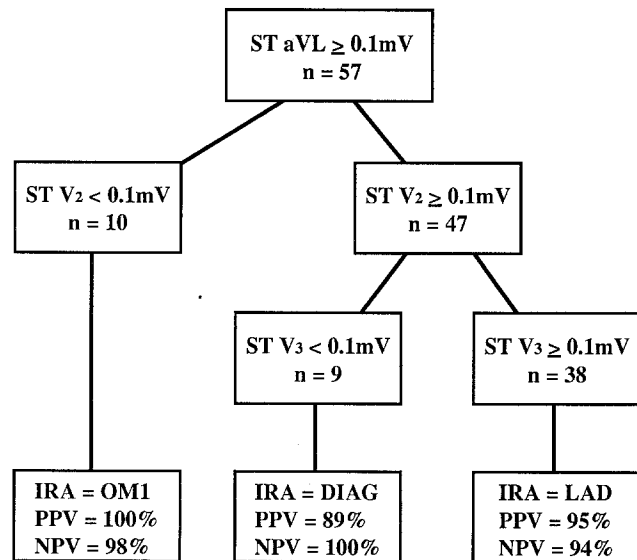 ST aVL ≥ 0.1mV
n = 57
ST V2 < 0.1mV
n = 10
ST V2 ≥ 0.1mV
n = 47
ST V3 < 0.1mV
n = 9
ST V3 ≥ 0.1mV
n = 38
IRA = OM1
PPV = 100%
NPV = 98%
IRA = DIAG
PPV = 89%
NPV = 100%
IRA = LAD
PPV = 95%
NPV = 94%